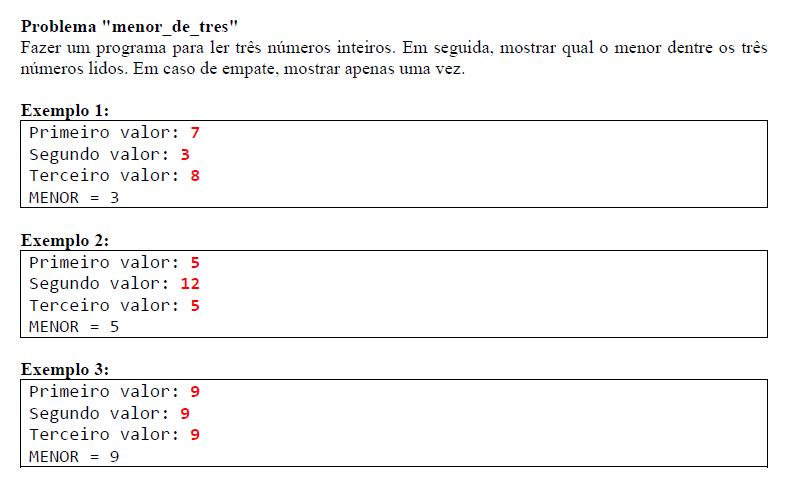 Problema "menor_de_tres"
Fazer um programa para ler três números inteiros. Em seguida, mostrar qual o menor dentre os três
números lidos. Em caso de empate, mostrar apenas uma vez.
Exemplo 1:
Primeiro valor: 7
Segundo valor: 3
Terceiro valor: 8
MENOR = 3
Exemplo 2:
Primeiro valor: 5
Segundo valor: 12
Terceiro valor: 5
MENOR = 5
Exemplo 3:
Primeiro valor: 9
Segundo valor: 9
Terceiro valor: 9
MENOR = 9